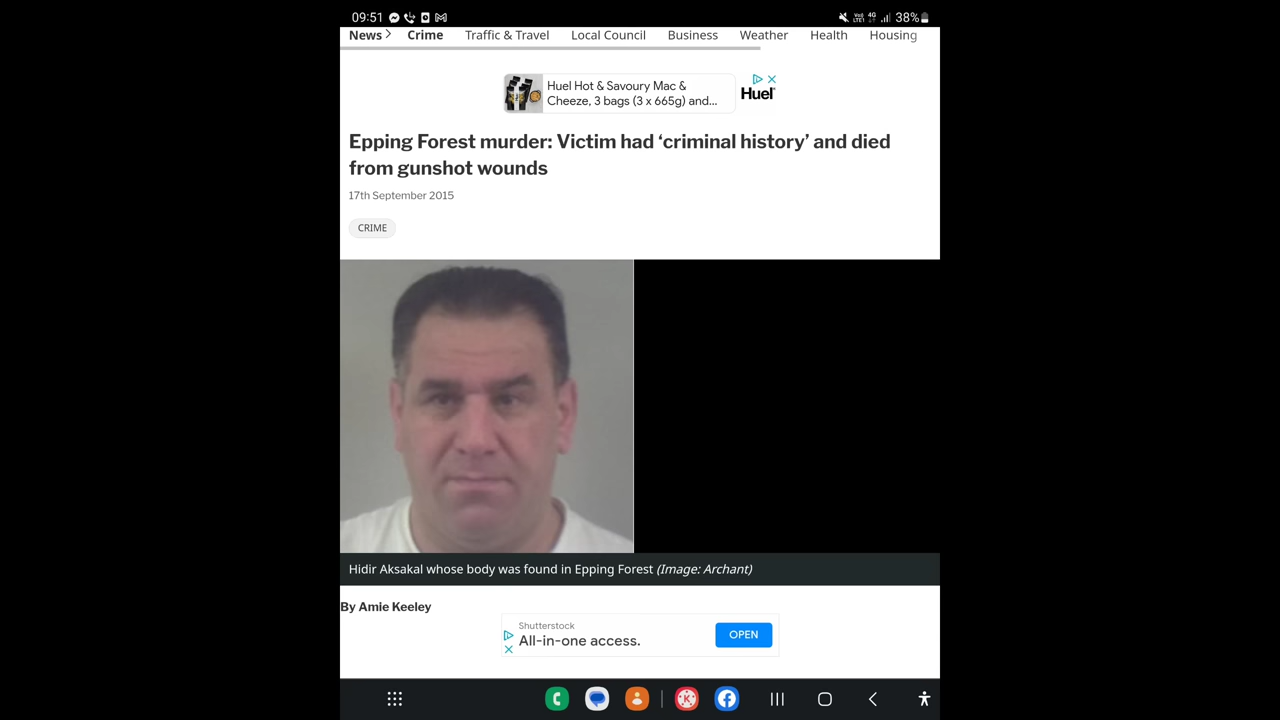 09:51
VoD 4G 38%
LTE1
News Crime Traffic & Travel Local Council Business Weather Health Housing
Huel Hot & Savoury Mac &
Cheeze, 3 bags (3 x 665g) and...
Huel
Epping Forest murder: Victim had ‘criminal history’ and died
from gunshot wounds
17th September 2015
CRIME
Hidir Aksakal whose body was found in Epping Forest (Image: Archant)
By Amie Keeley
Shutterstock
All-in-one access.
OPEN